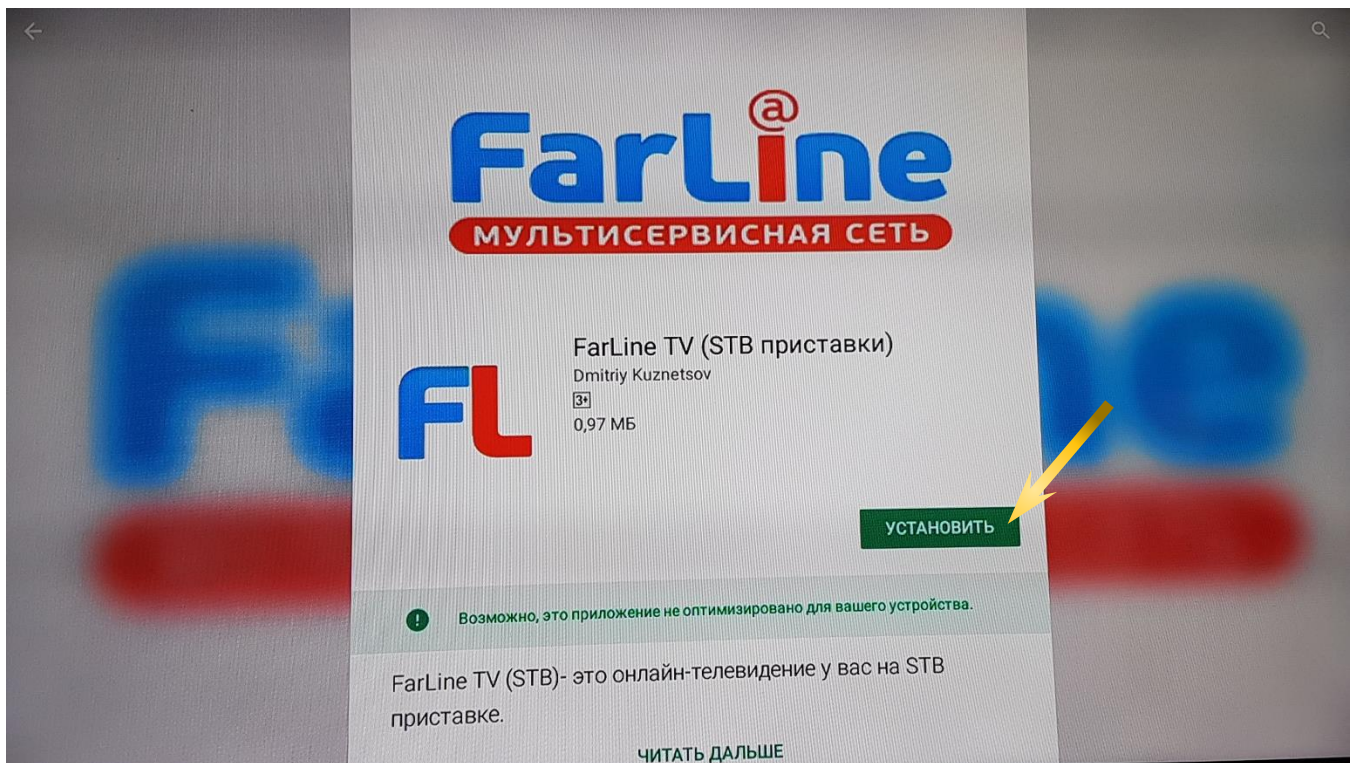 FarLine
@
МУЛЬТИСЕРВИСНАЯ СЕТЬ
FarLine TV (STB приставки)
Dmitriy Kuznetsov
3+
0,97 МБ
УСТАНОВИТЬ
Возможно, это приложение не оптимизировано для вашего устройства.
FarLine TV (STB)- это онлайн-телевидение у вас на STB
приставке.
ЧИТАТЬ ДАЛЬШЕ
FL